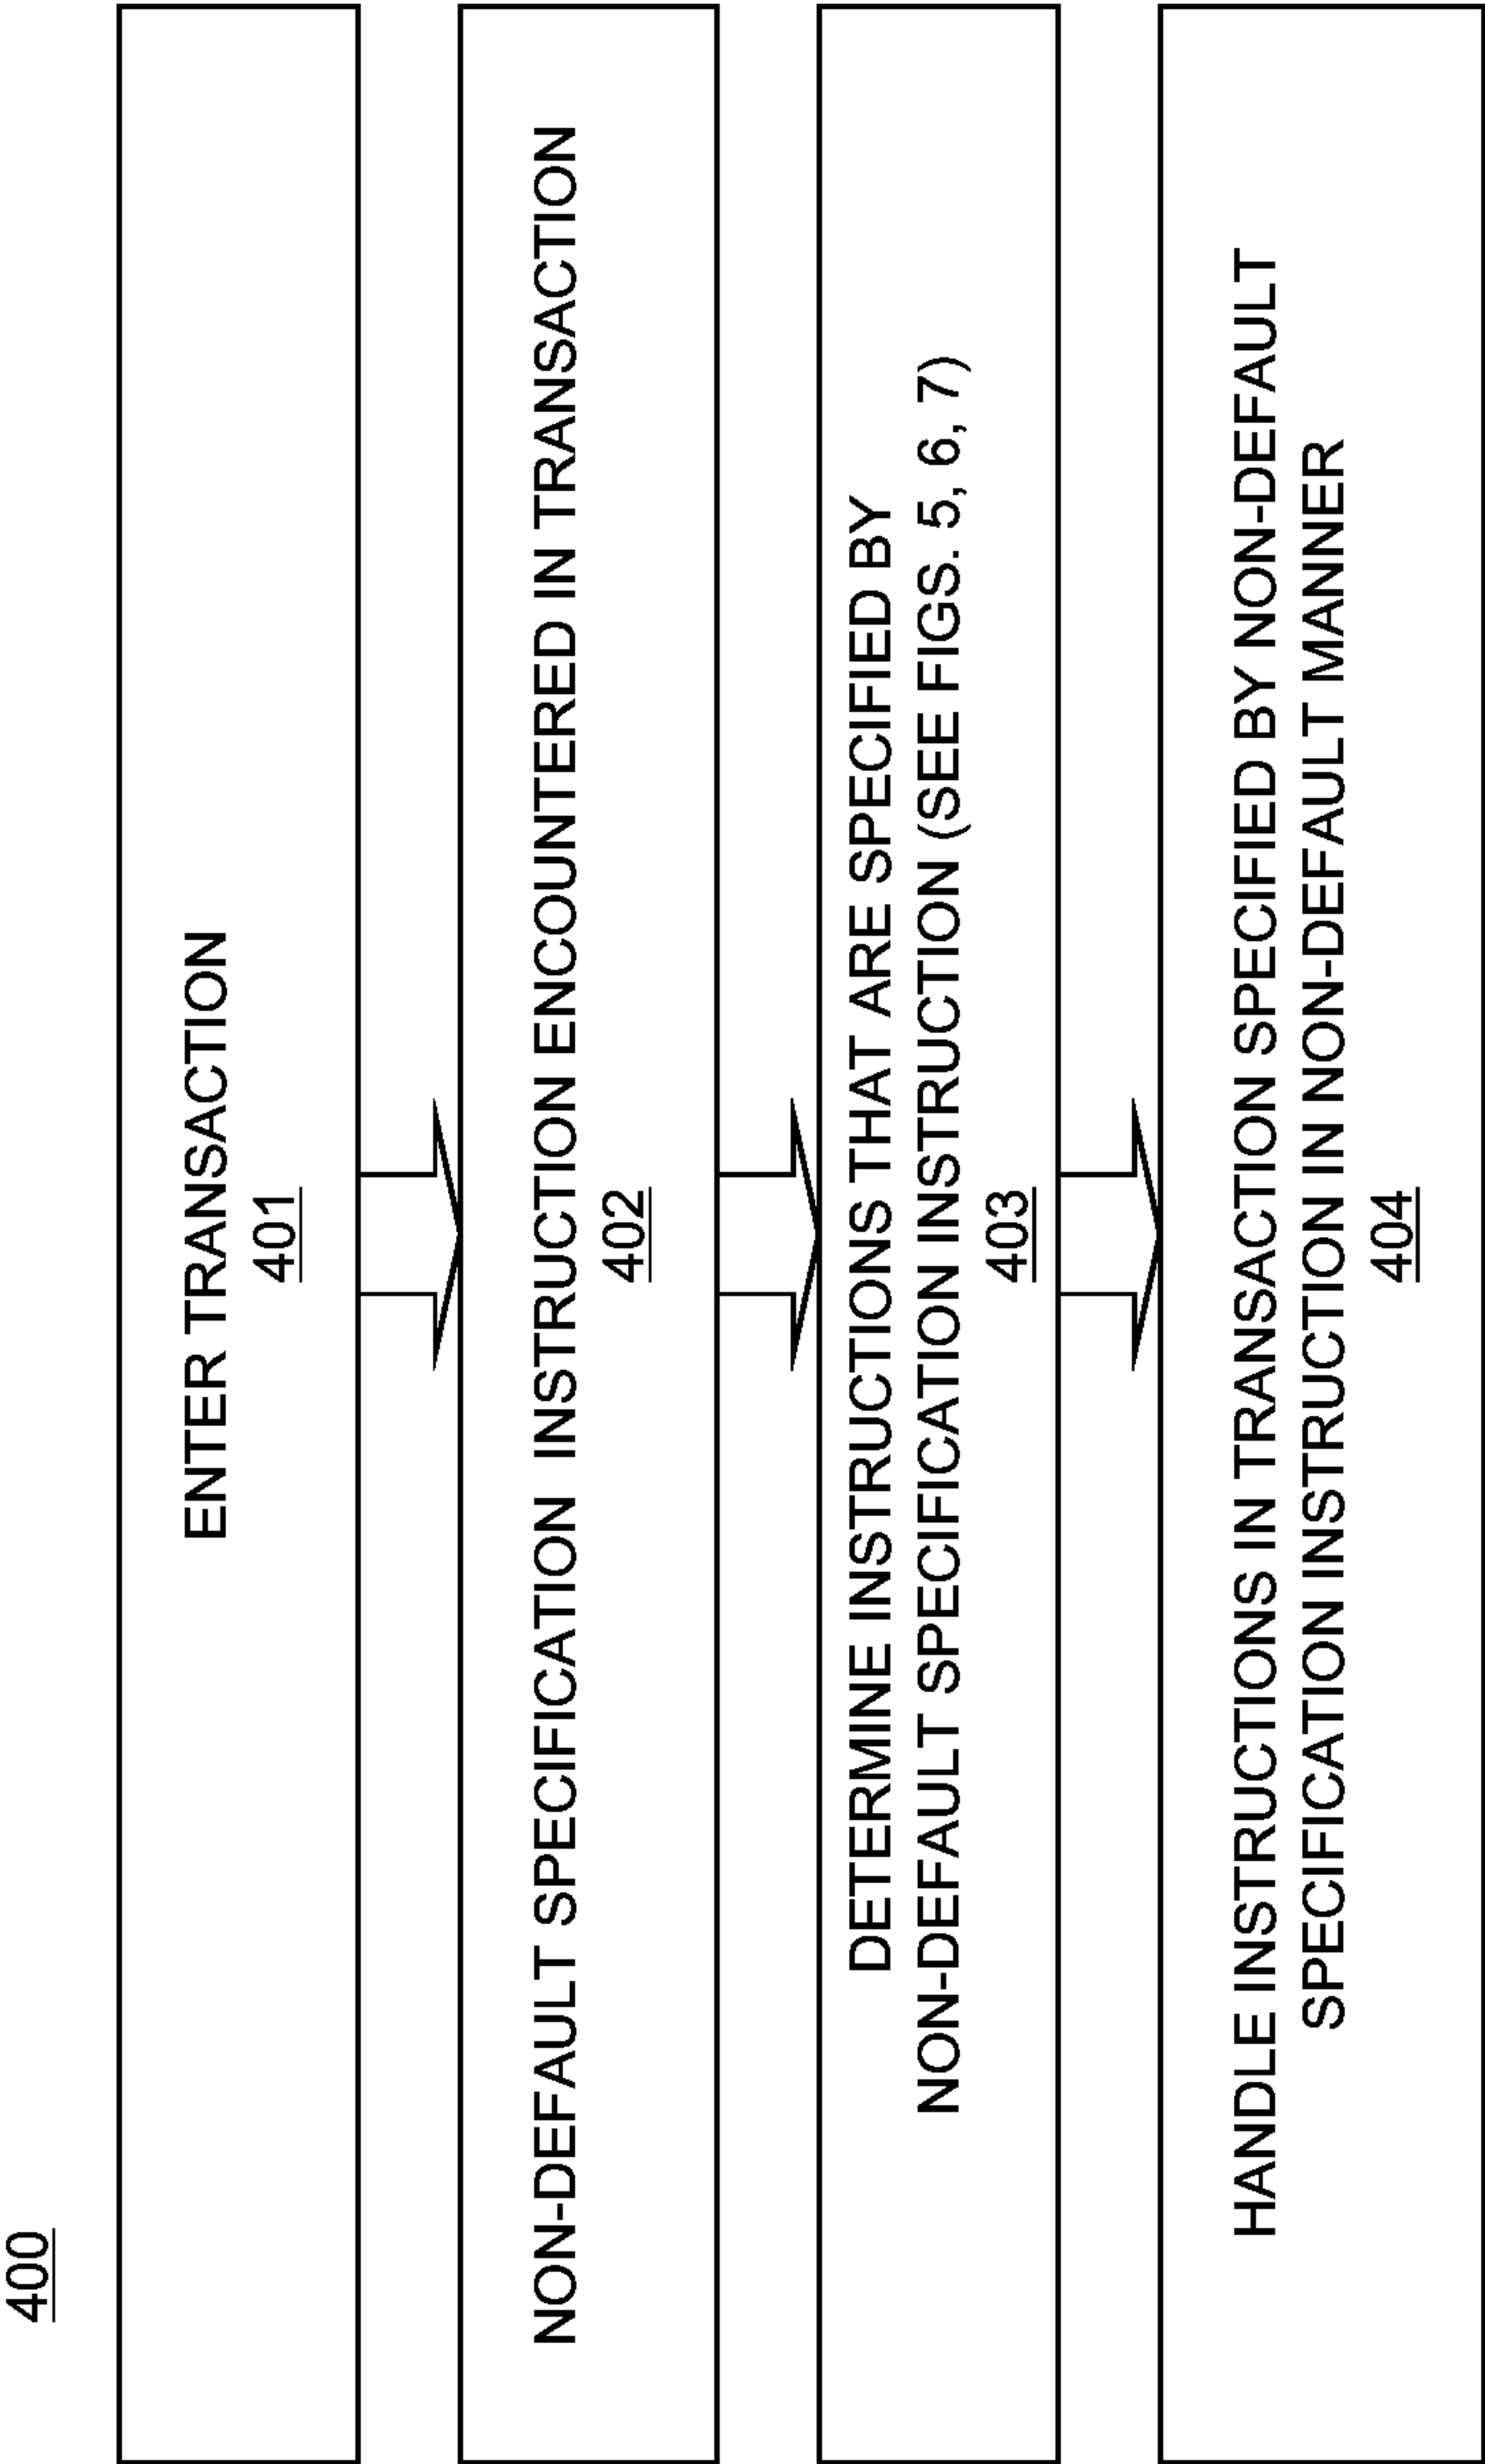 400
ENTER TRANSACTION
401
NON-DEFAULT SPECIFICATION INSTRUCTION ENCOUNTERED IN TRANSACTION
402
DETERMINE INSTRUCTIONS THAT ARE SPECIFIED BY
NON-DEFAULT SPECIFICATION INSTRUCTION (SEE FIGS. 5, 6, 7)
403
HANDLE INSTRUCTIONS IN TRANSACTION SPECIFIED BY NON-DEFAULT
SPECIFICATION INSTRUCTION IN NON-DEFAULT MANNER
404